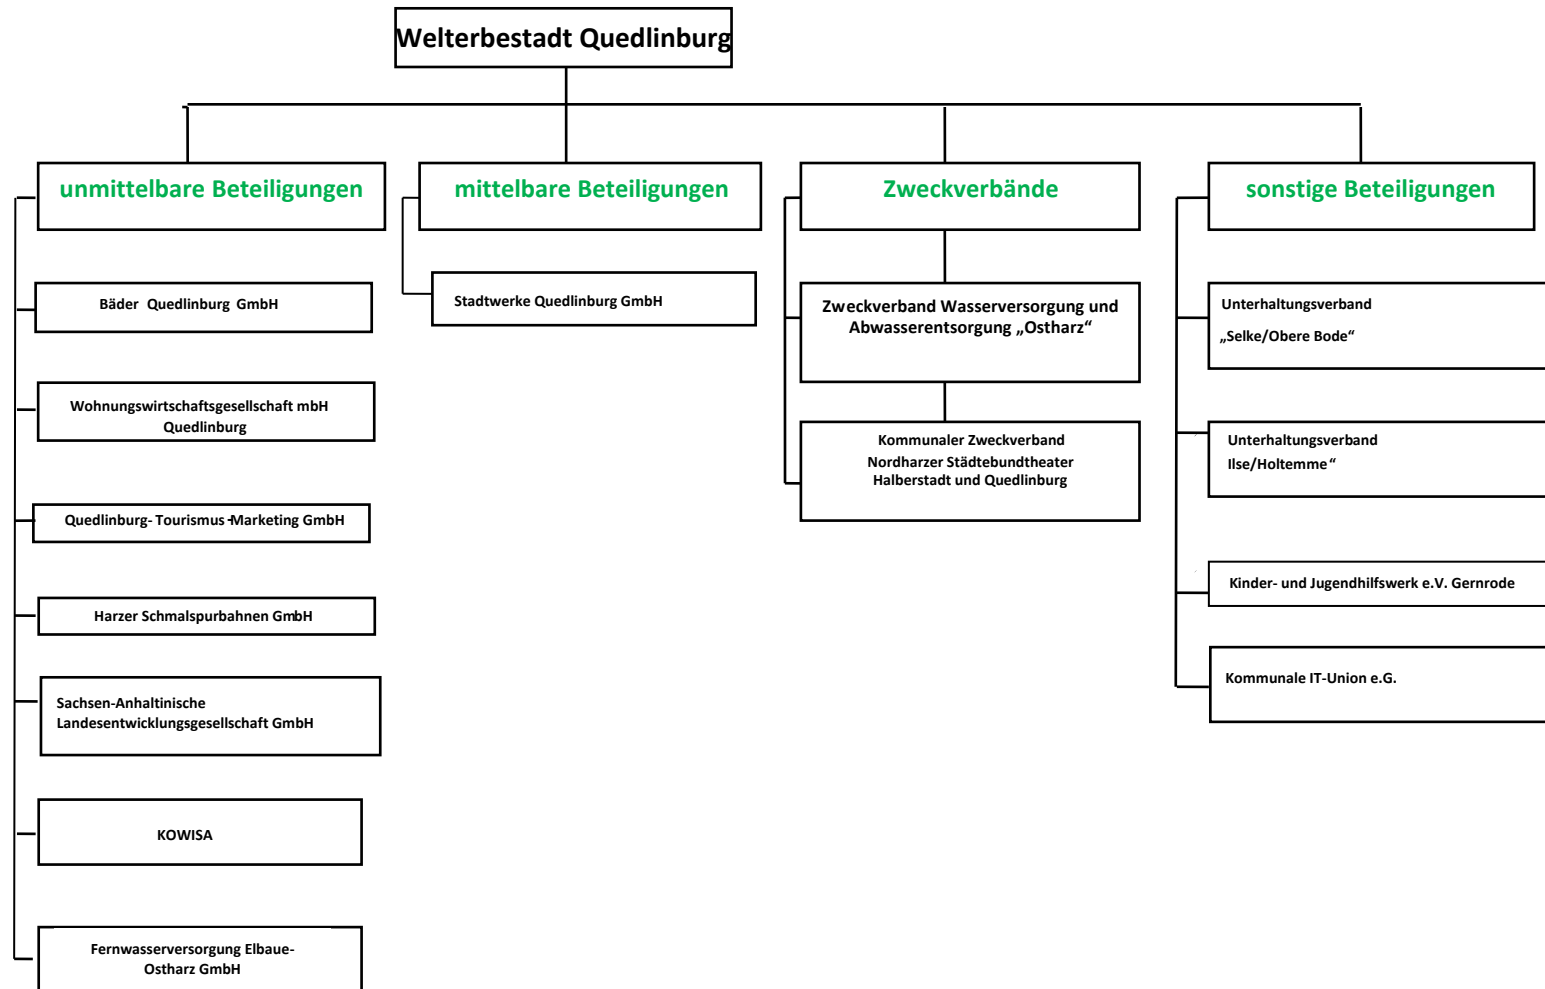 Welterbestadt Quedlinburg
unmittelbare Beteiligungen
Bäder Quedlinburg GmbH
Wohnungswirtschaftsgesellschaft mbH
Quedlinburg
Quedlinburg- Tourismus-Marketing GmbH
Harzer Schmalspurbahnen GmbH
Sachsen-Anhaltinische
Landesentwicklungsgesellschaft GmbH
KOWISA
Fernwasserversorgung Elbaue-
Ostharz GmbH
mittelbare Beteiligungen
Stadtwerke Quedlinburg GmbH
Zweckverbände
Zweckverband Wasserversorgung und
Abwasserentsorgung „Ostharz“
Kommunaler Zweckverband
Nordharzer Städtebundtheater
Halberstadt und Quedlinburg
sonstige Beteiligungen
Unterhaltungsverband
„Selke/Obere Bode“
Unterhaltungsverband
Ilse/Holtemme“
Kinder- und Jugendhilfswerk e.V. Gernrode
Kommunale IT-Union e.G.